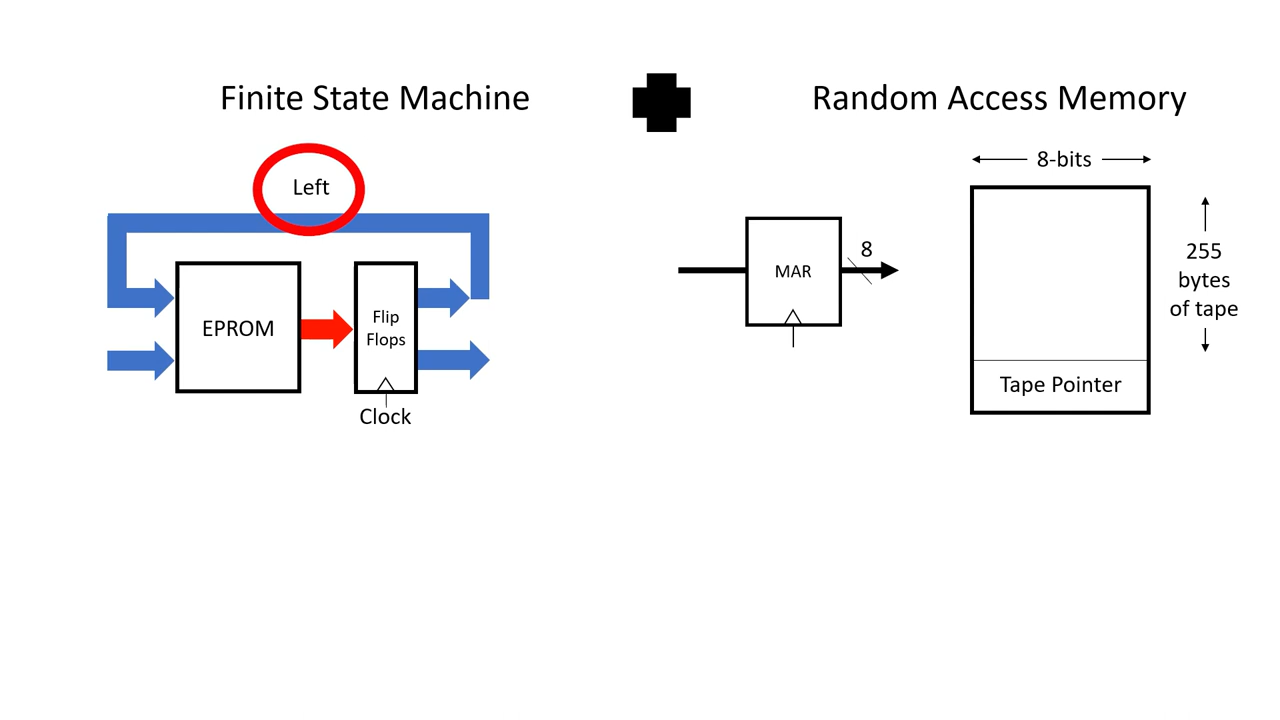 Finite State Machine
Random Access Memory
8-bits
Left
MAR
8
255
bytes
of tape
EPROM
Flip
Flops
Clock
Tape Pointer